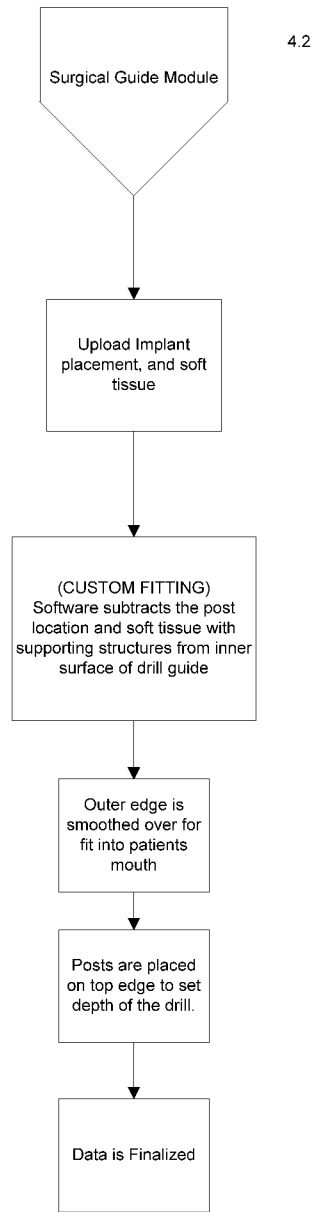 4.2
Surgical Guide Module
Upload Implant
placement, and soft
tissue
(CUSTOM FITTING)
Software subtracts the post
location and soft tissue with
supporting structures from inner
surface of drill guide
Outer edge is
smoothed over for
fit into patients
mouth
Posts are placed
on top edge to set
depth of the drill.
Data is Finalized